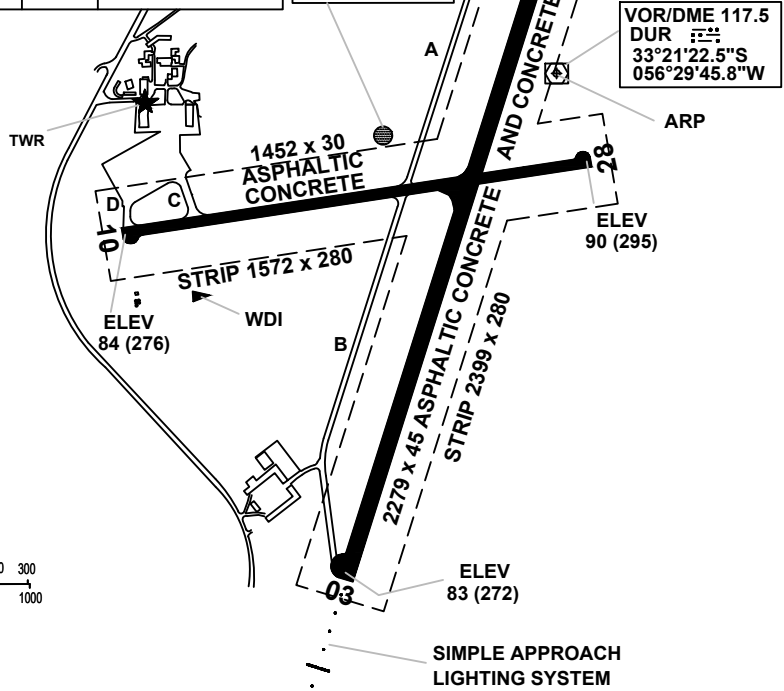 VOR/DME 117.5
DUR
33°21'22.5"S
056°29'45.8"W
A
ARP
TWR
1452 x 30
ASPHALTIC
CONCRETE
AND CONCRETE
28
D
C
10
ELEV
90 (295)
STRIP 1572 x 280
WDI
ELEV
84 (276)
B
2279 x 45 ASPHALTIC CONCRETE
STRIP 2399 x 280
300
1000
03
ELEV
83 (272)
SIMPLE APPROACH
LIGHTING SYSTEM